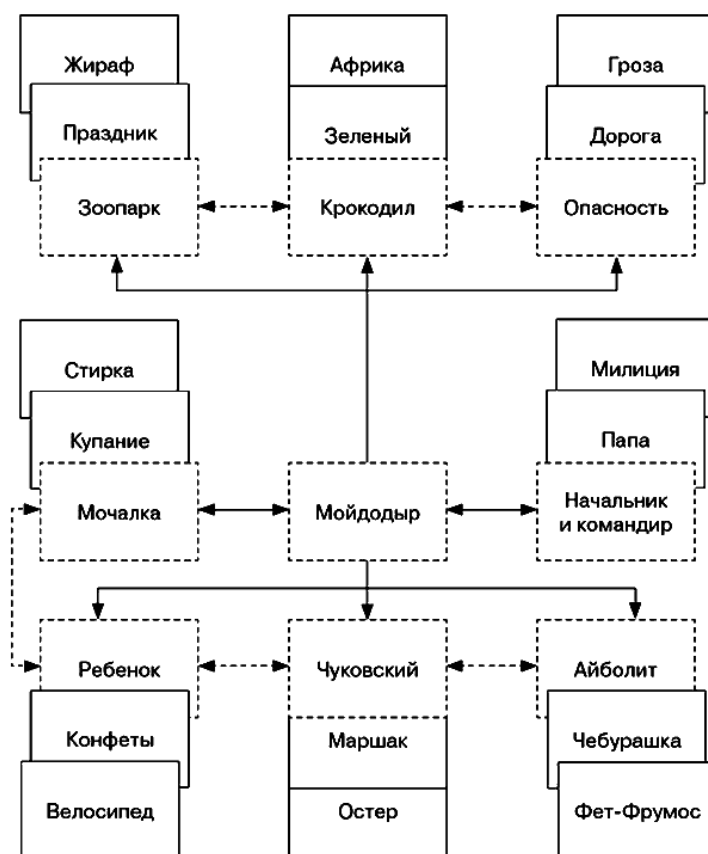 Жираф
Африка
Гроза
Праздник
Зеленый
Дорога
Зоопарк
Крокодил
Опасность
Стирка
Милиция
Купание
Папа
Мочалка
Мойдодыр
Начальник
и командир
Ребенок
Чуковский
Айболит
Конфеты
Маршак
Чебурашка
Велосипед
Остер
Фет-Фрумос